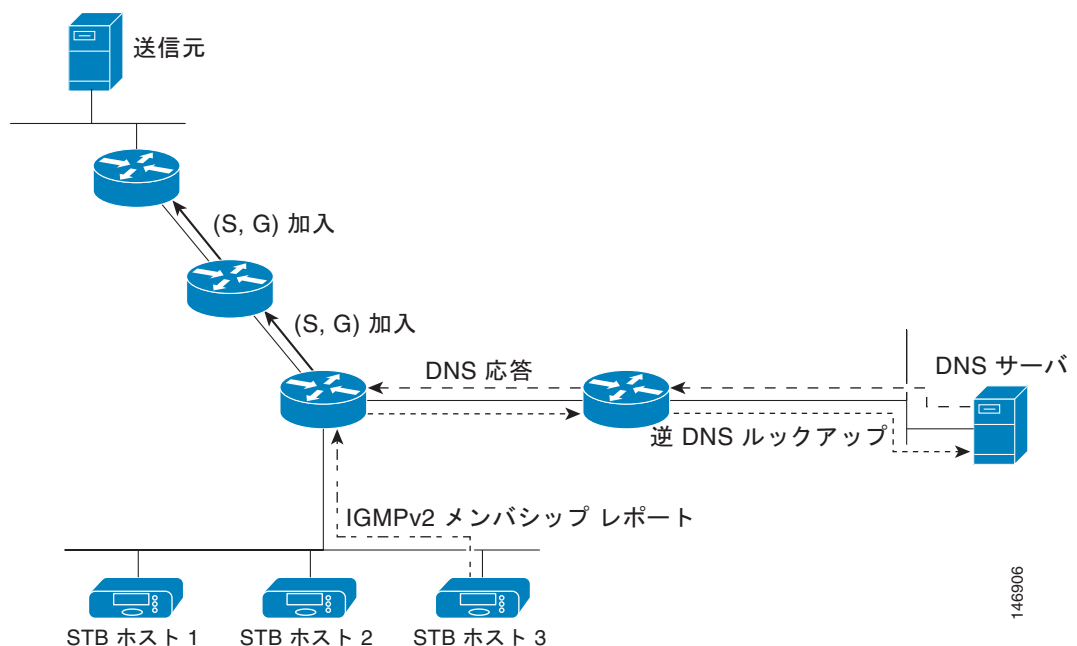 送信元
(S, G) 加入
(S, G) 加入
DNS 応答
DNS サーバ
逆 DNS ルックアップ
IGMPv2 メンバシップ レポート
STB ホスト 1
STB ホスト 2
STB ホスト 3
146906